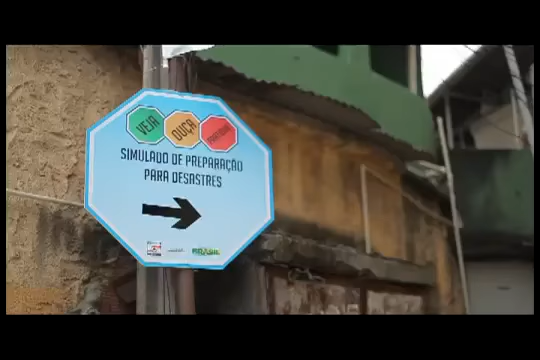 VEJA OUÇA
SIMULADO DE PREPARAÇÃO
PARA DESASTRES
BRASIL